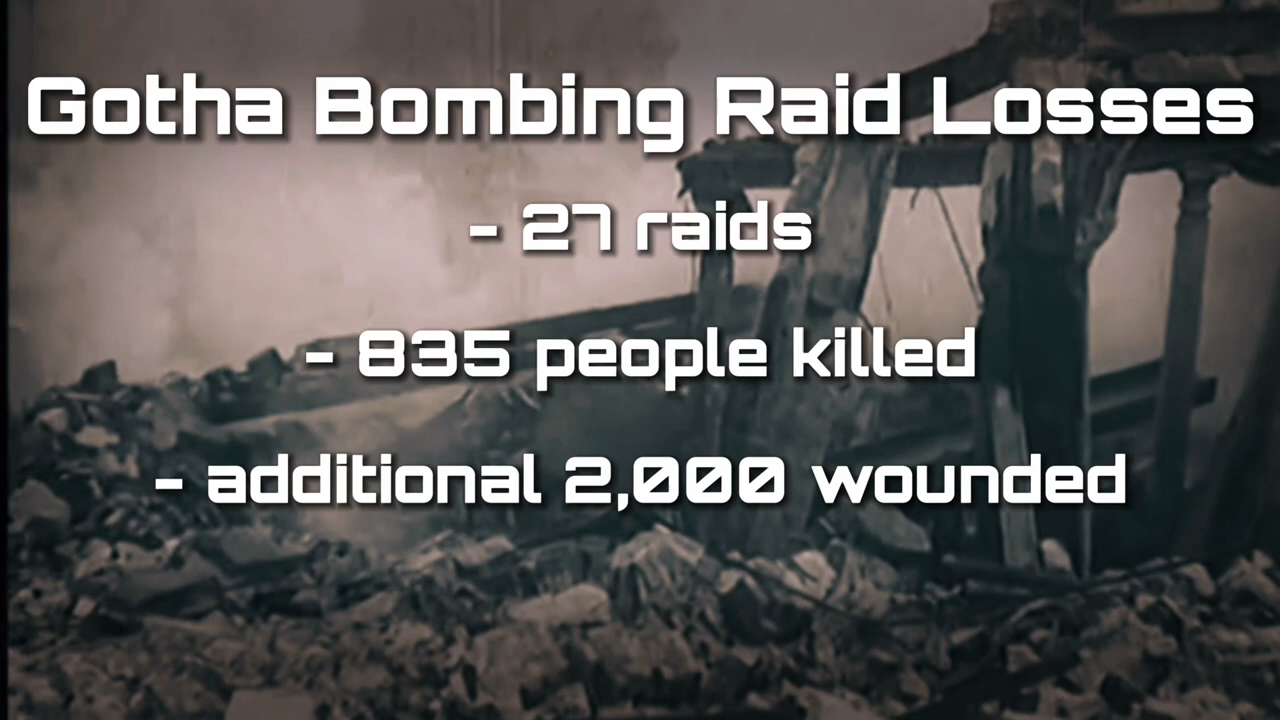 Gotha Bombing Raid Losses
- 27 raids
- 835 people killed
- additional 2,000 wounded